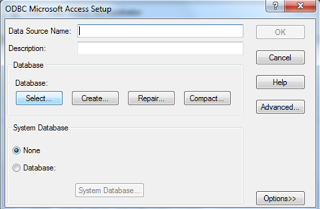 ODBC Microsoft Access Setup
Data Source Name:
OK
Description:
Cancel
Database
Database:
Help
Select...
Create...
Repair...
Compact...
Advanced...
System Database
None
Database:
System Database...
Options>>